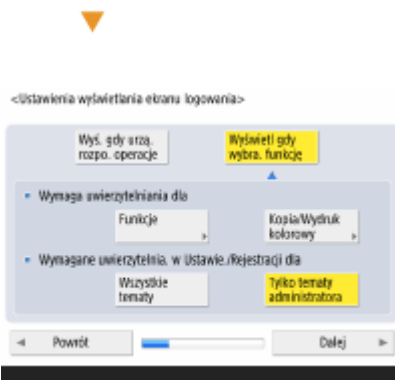 <Ustawienia wyświetlania ekranu logowania>
Wyś. gdy urzą.
rozpo. operacje
Wyświetl gdy
wybra. funkcję
Wymaga uwierzytelniania dla
Funkcje
Kopia/Wydruk
kolorowy
Wymagane uwierzytelnia. w Ustawie./Rejestracji dla
Wszystkie
tematy
Tylko tematy
administratora
Powrót
Dalej